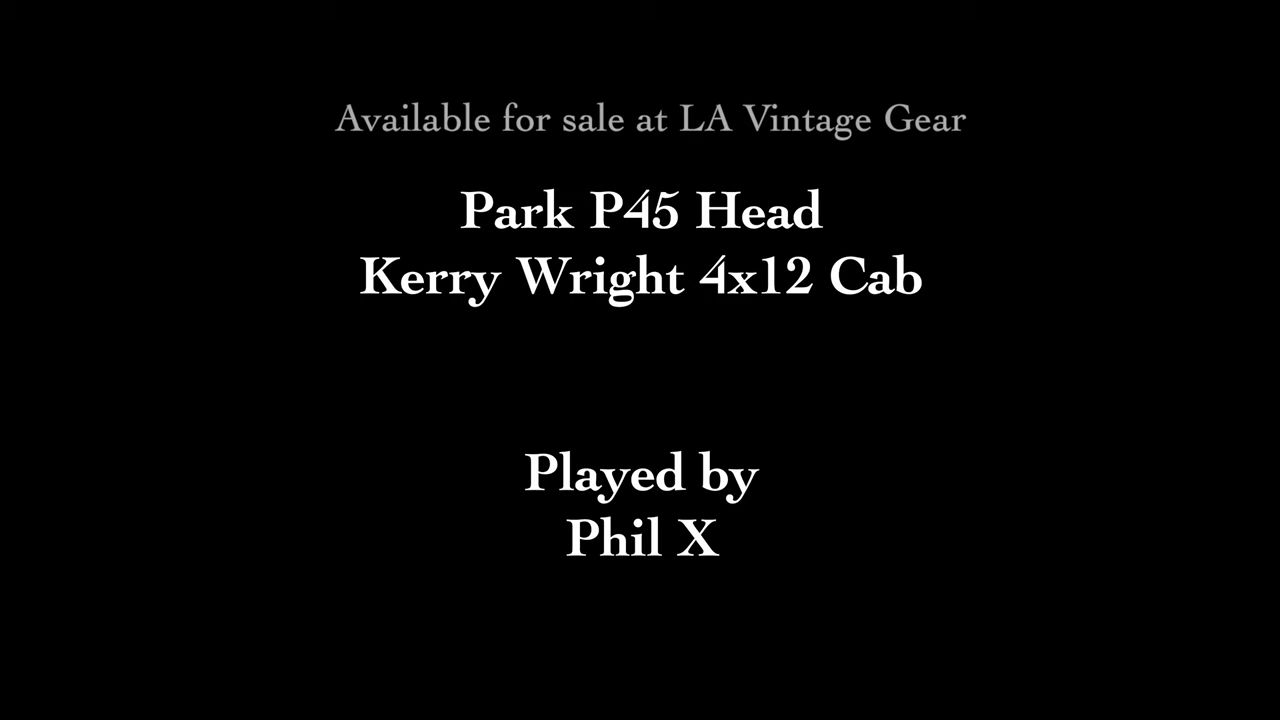 Available for sale at LA Vintage Gear
Park P45 Head
Kerry Wright 4x12 Cab
Played by
Phil X